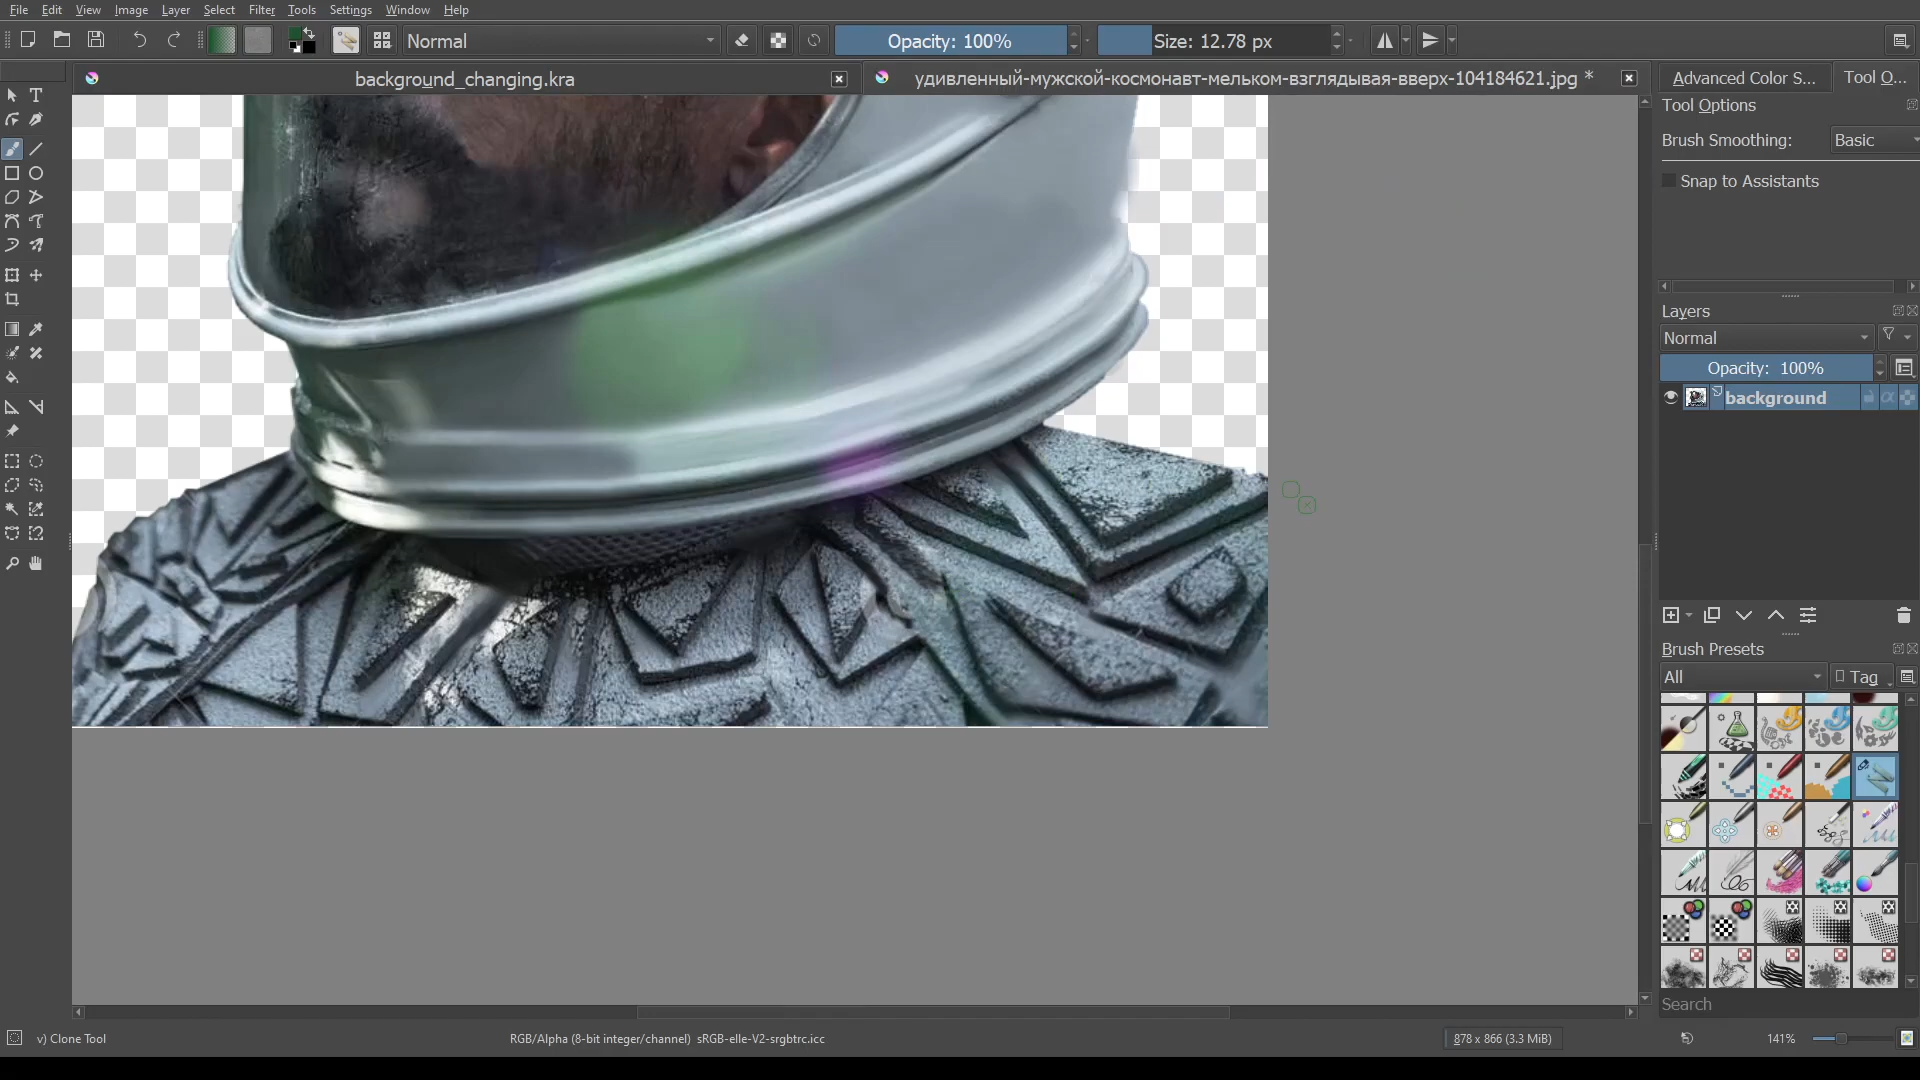 File Edit View Image Layer Select Filter Tools Settings Window Help
Normal Opacity: 100% Size: 12.78 px
background_changing.kra удивленный-мужской-космонавт-мельком-взглядывая-вверх-104184621.jpg *
Advanced Color S... Tool O...
Tool Options
Brush Smoothing: Basic
Snap to Assistants
Layers
Normal
Opacity: 100%
background
Brush Presets
All Tag
Search
v) Clone Tool RGB/Alpha (8-bit integer/channel) sRGB-elle-V2-srgbtrc.icc 878 x 866 (3.3 MiB) 141%